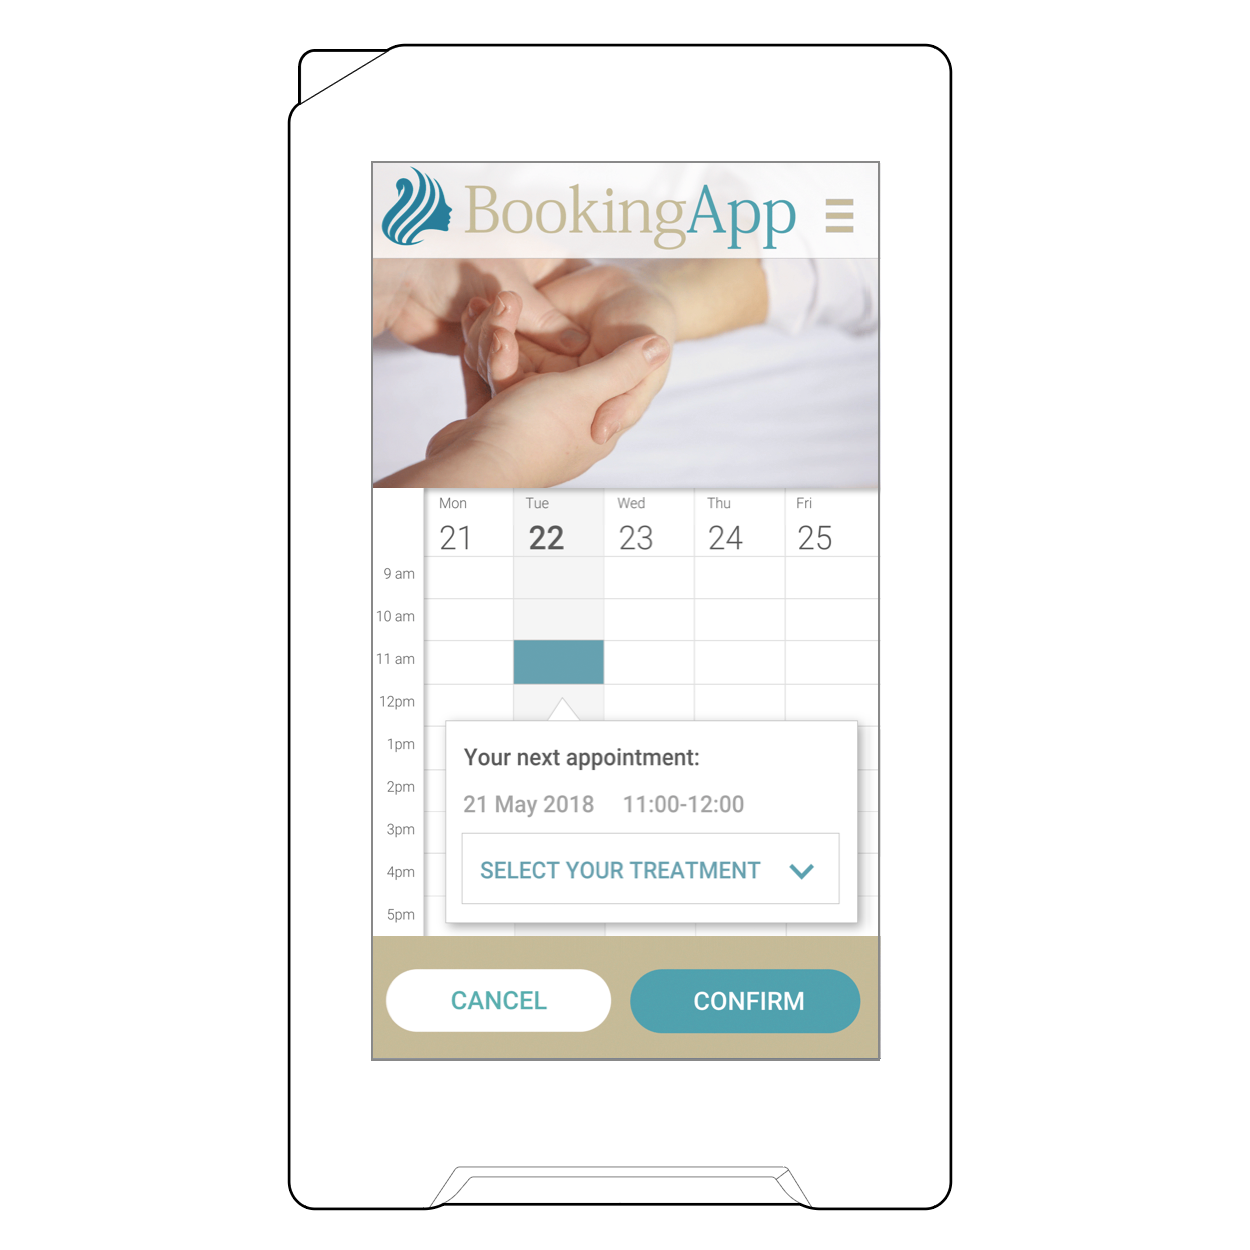 BookingApp
Mon Tue Wed Thu Fri
21 22 23 24 25
9 am
10 am
11 am
12pm
1pm
2pm
3pm
4pm
5pm
Your next appointment:
21 May 2018 11:00-12:00
SELECT YOUR TREATMENT
CANCEL CONFIRM